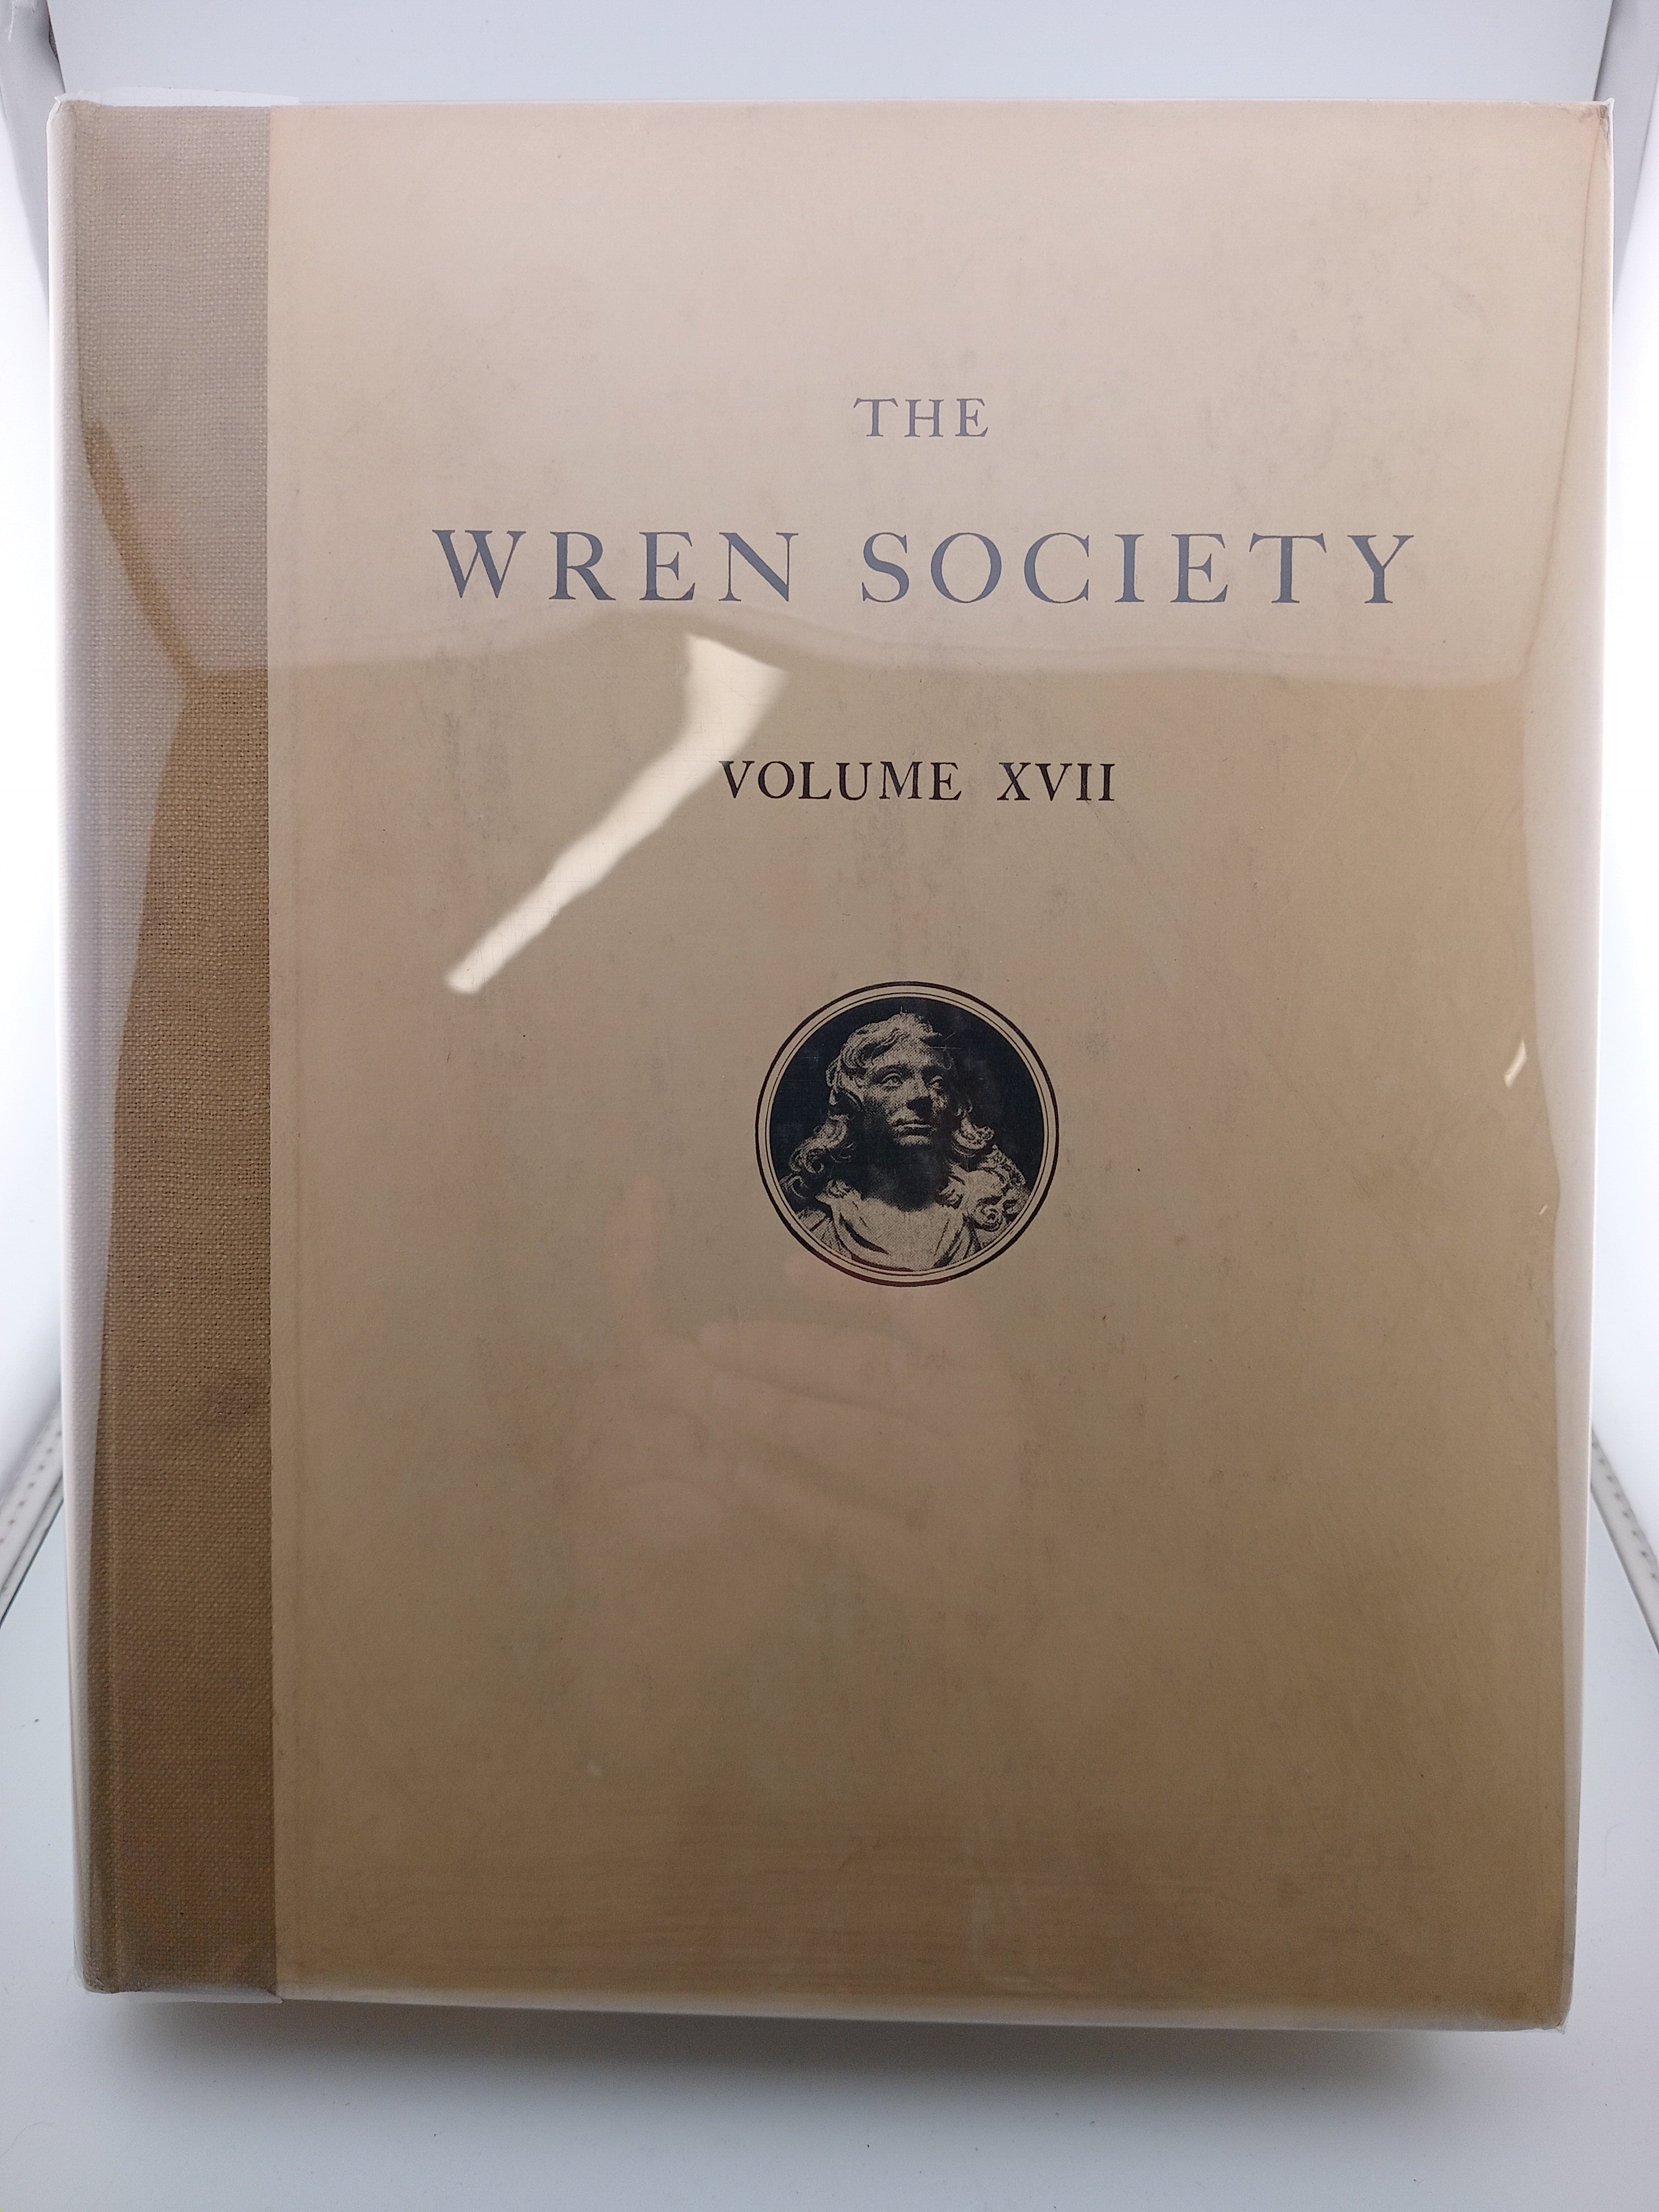 THE
WREN SOCIETY
VOLUME XVII